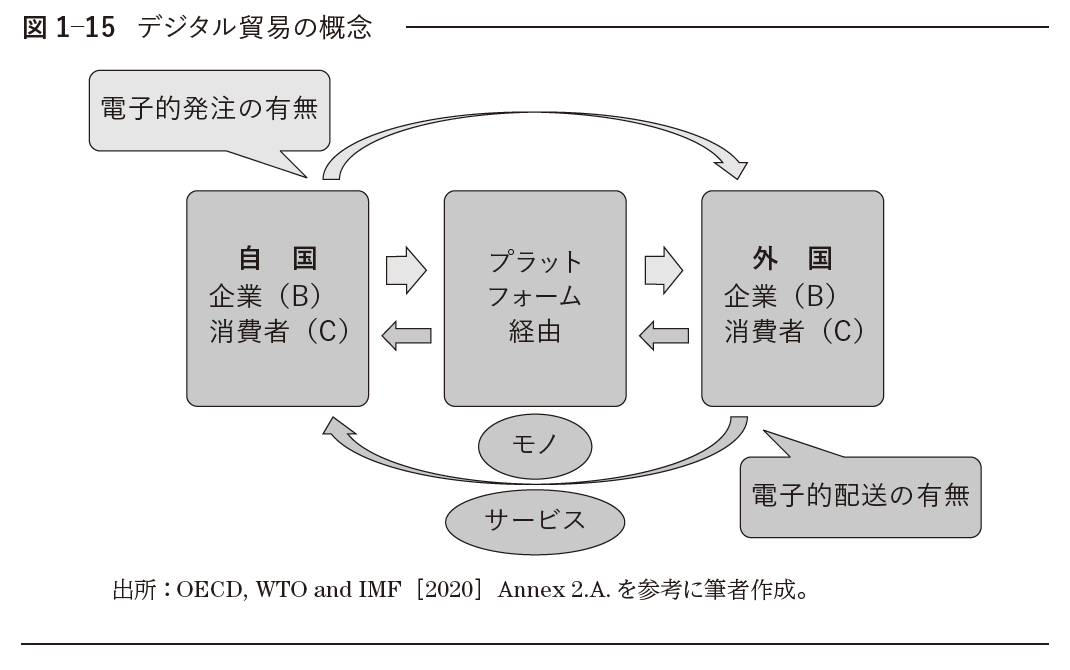 図1–15 デジタル貿易の概念
電子的発注の有無
自 国
企業（B）
消費者（C）
プラット
フォーム
経由
外 国
企業（B）
消費者（C）
モノ
サービス
電子的配送の有無
出所：OECD, WTO and IMF［2020］Annex 2.A. を参考に筆者作成。